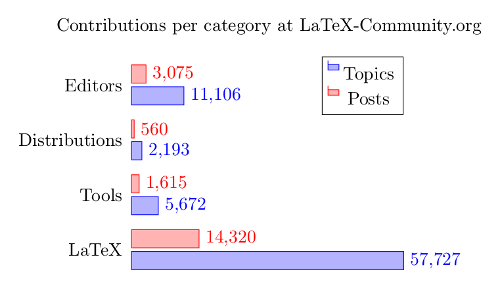 Contributions per category at LaTeX-Community.org
Topics
Posts
Editors
3,075
11,106
Distributions
560
2,193
Tools
1,615
5,672
LaTeX
14,320
57,727